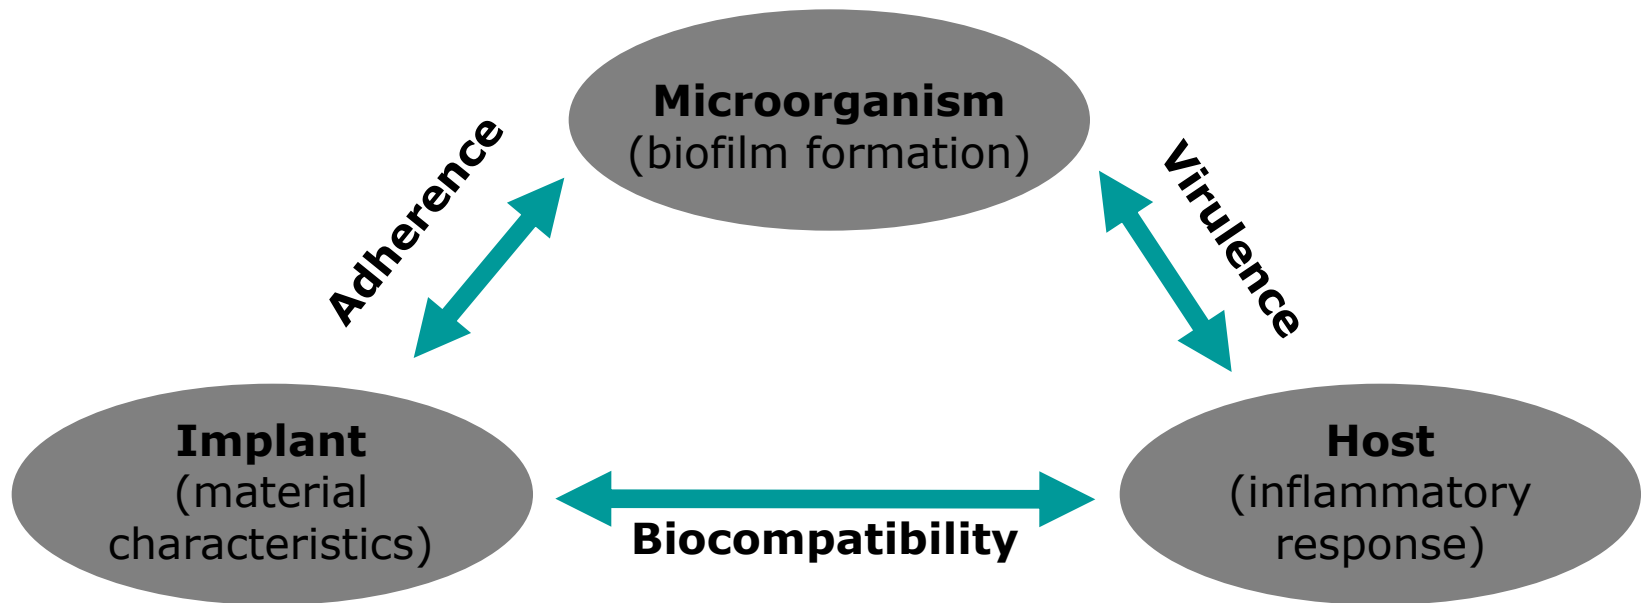 Microorganism
(biofilm formation)
Adherence
Virulence
Implant
(material
characteristics)
Host
(inflammatory
response)
Biocompatibility